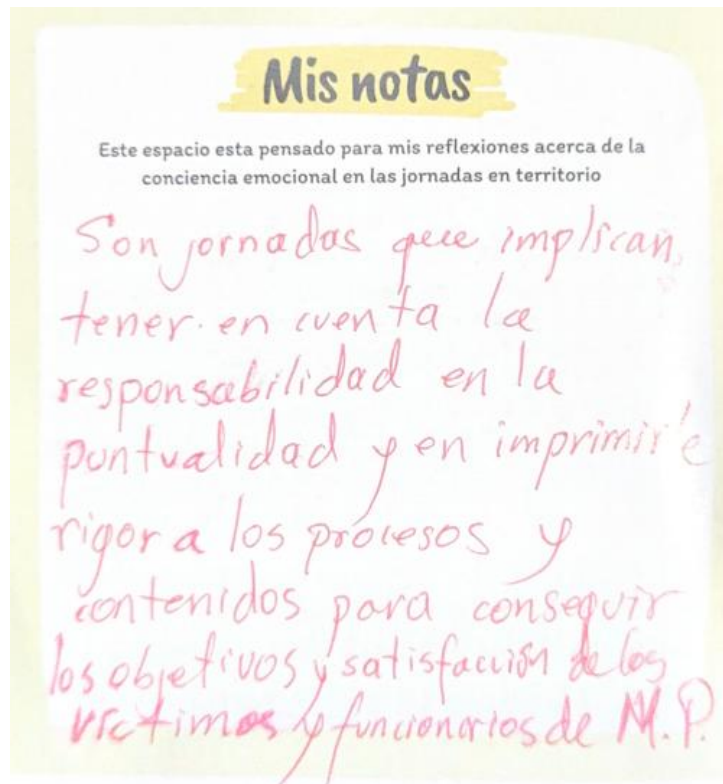 Mis notas
Este espacio esta pensado para mis reflexiones acerca de la
conciencia emocional en las jornadas en territorio
Son jornadas que implican,
tener en cuenta la
responsabilidad en la
puntualidad y en imprimirle
rigor a los procesos y
contenidos para conseguir
los objetivos y satisfacción de los
víctimas y funcionarios de M.P.